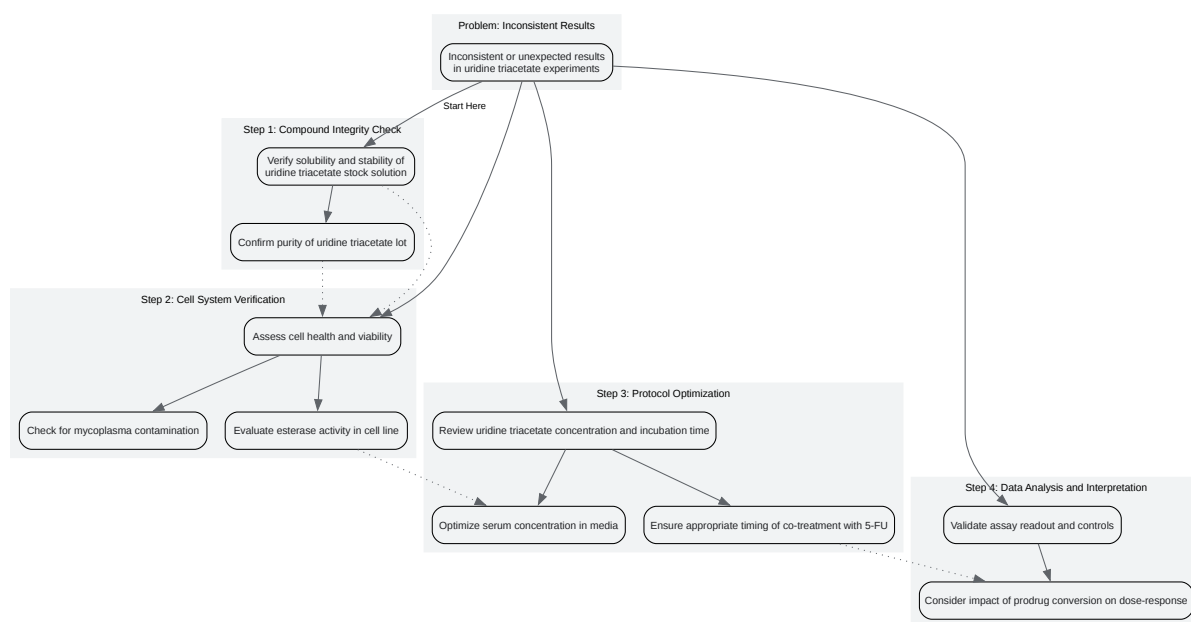 Problem: Inconsistent Results
Inconsistent or unexpected results
in uridine triacetate experiments
Start Here
Step 1: Compound Integrity Check
Verify solubility and stability of
uridine triacetate stock solution
Confirm purity of uridine triacetate lot
Step 2: Cell System Verification
Assess cell health and viability
Check for mycoplasma contamination
Evaluate esterase activity in cell line
Step 3: Protocol Optimization
Review uridine triacetate concentration and incubation time
Optimize serum concentration in media
Ensure appropriate timing of co-treatment with 5-FU
Step 4: Data Analysis and Interpretation
Validate assay readout and controls
Consider impact of prodrug conversion on dose-response